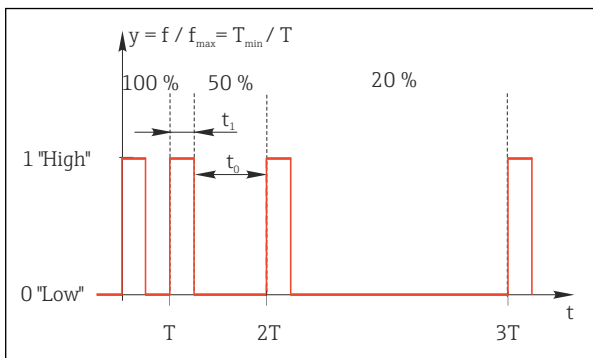 y = f / fmax= Tmin / T
100 % 50 % 20 %
t1
1 "High"
t0
0 "Low"
t
T 2T 3T